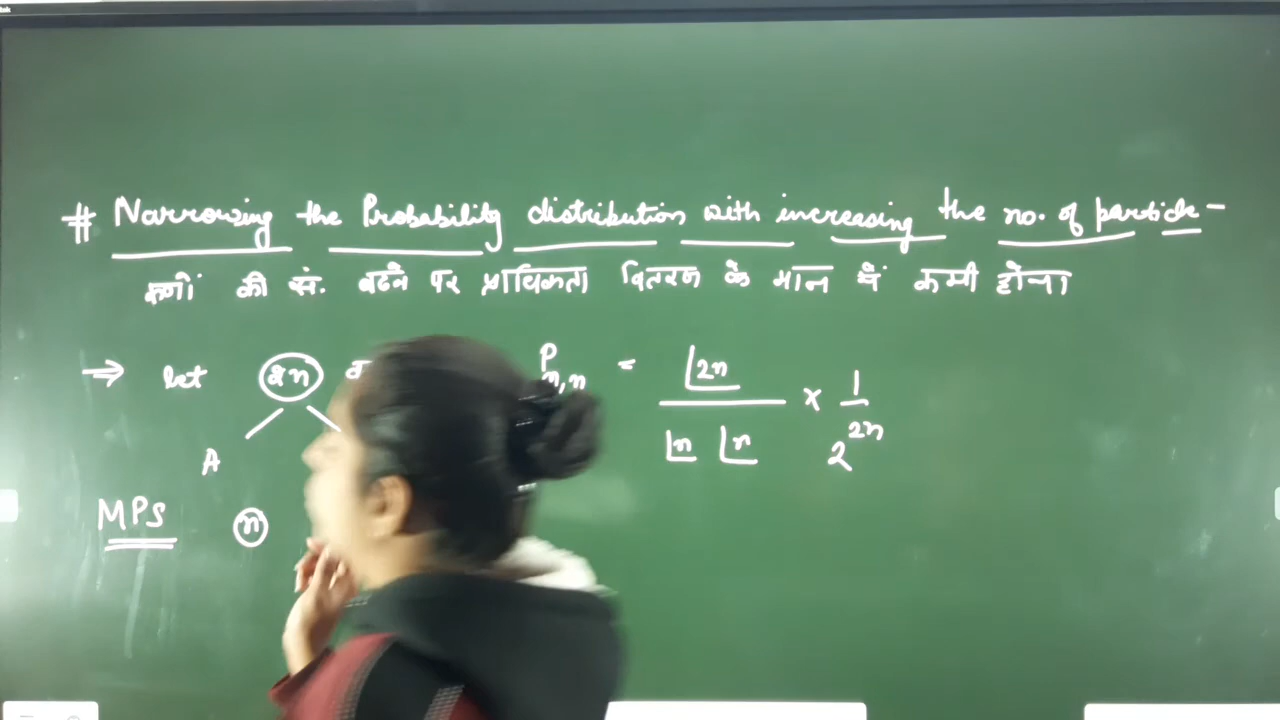 # Narrowing the Probability distribution with increasing the no. of particle -
कणों की सं. बढने पर प्रायिकता वितरण के मान में कमी होना
⇒ let 2n P n,n = |2n / |n |n × 1 / 2^2n
A
MPS n